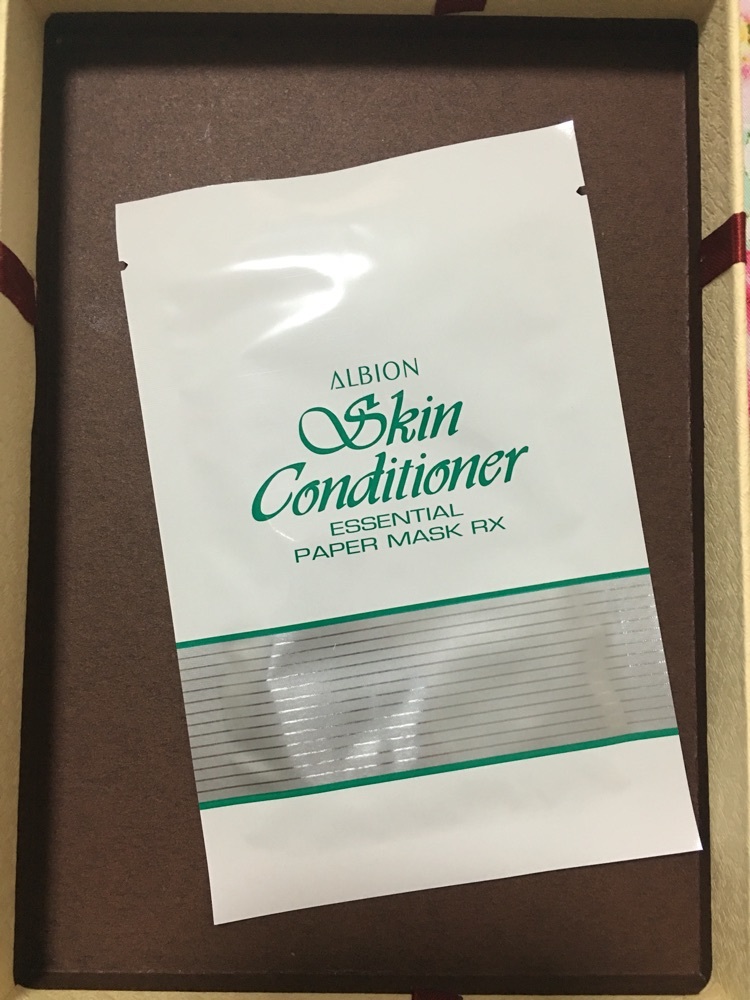 ALBION
Skin
Conditioner
ESSENTIAL
PAPER MASK RX